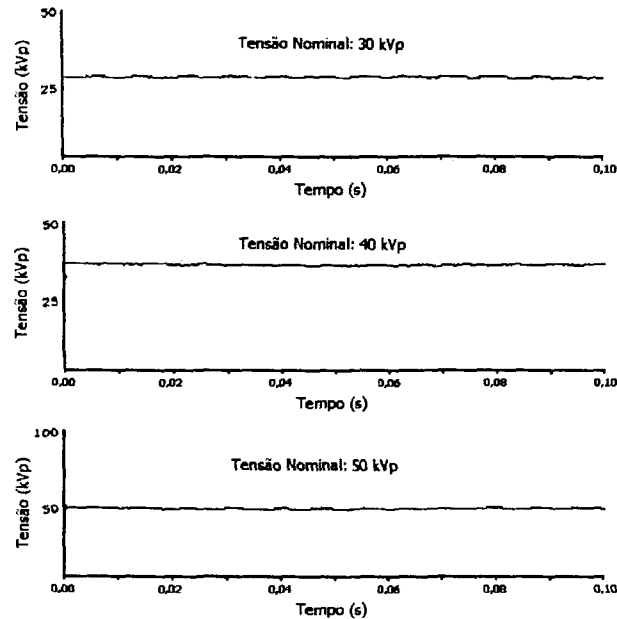 50
Tensão Nominal: 30 kVp
Tensão (kVp)
25
0,00 0,02 0,04 0,06 0,08 0,10
Tempo (s)
50
Tensão Nominal: 40 kVp
Tensão (kVp)
25
0,00 0,02 0,04 0,06 0,08 0,10
Tempo (s)
100
Tensão Nominal: 50 kVp
Tensão (kVp)
50
0,00 0,02 0,04 0,06 0,08 0,10
Tempo (s)